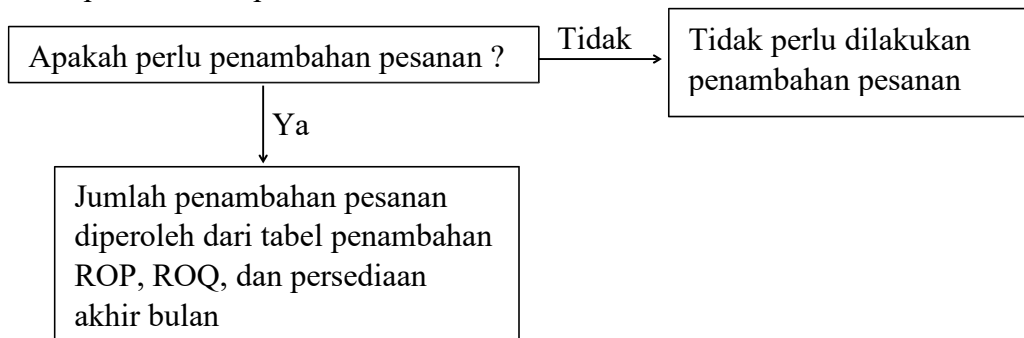 Apakah perlu penambahan pesanan ?
Tidak
Tidak perlu dilakukan
penambahan pesanan
Ya
Jumlah penambahan pesanan
diperoleh dari tabel penambahan
ROP, ROQ, dan persediaan
akhir bulan